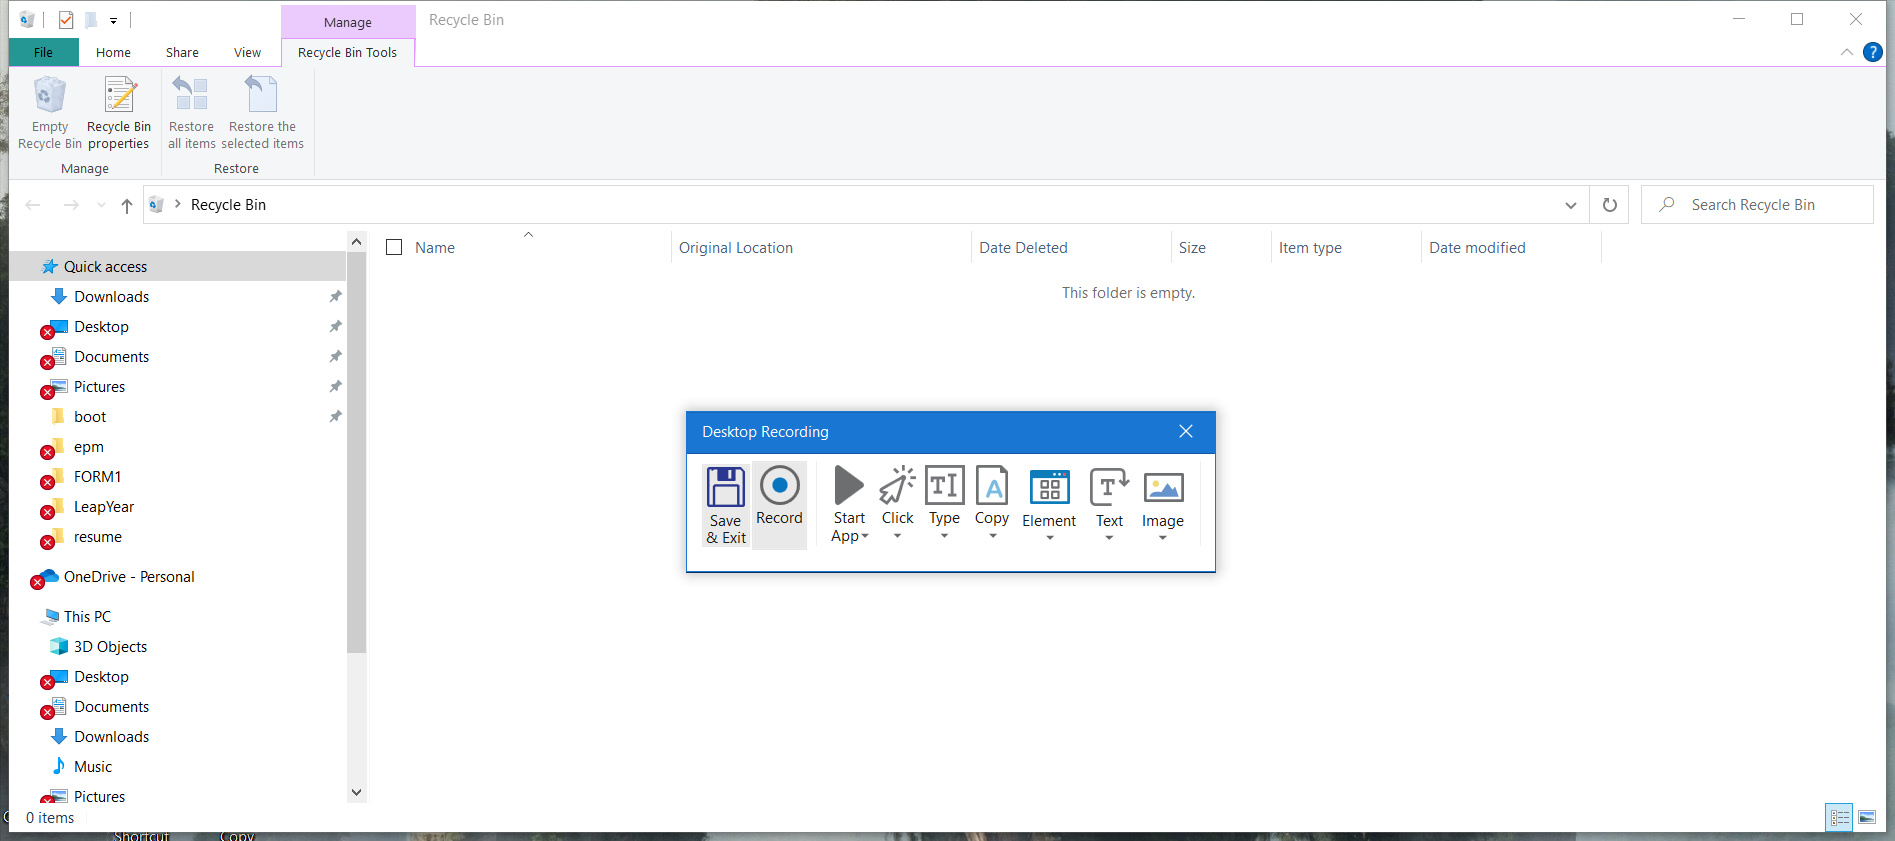 Manage
Recycle Bin
File
Home
Share
View
Recycle Bin Tools
Empty
Recycle Bin
Recycle Bin
properties
Restore
all items
Restore the
selected items
Manage
Restore
Recycle Bin
Search Recycle Bin
Name
Original Location
Date Deleted
Size
Item type
Date modified
This folder is empty.
Quick access
Downloads
Desktop
Documents
Pictures
boot
epm
FORM1
LeapYear
resume
OneDrive - Personal
This PC
3D Objects
Desktop
Documents
Downloads
Music
Pictures
Desktop Recording
Save
& Exit
Record
Start
App
Click
Type
Copy
Element
Text
Image
0 items
Shortcut
Copy